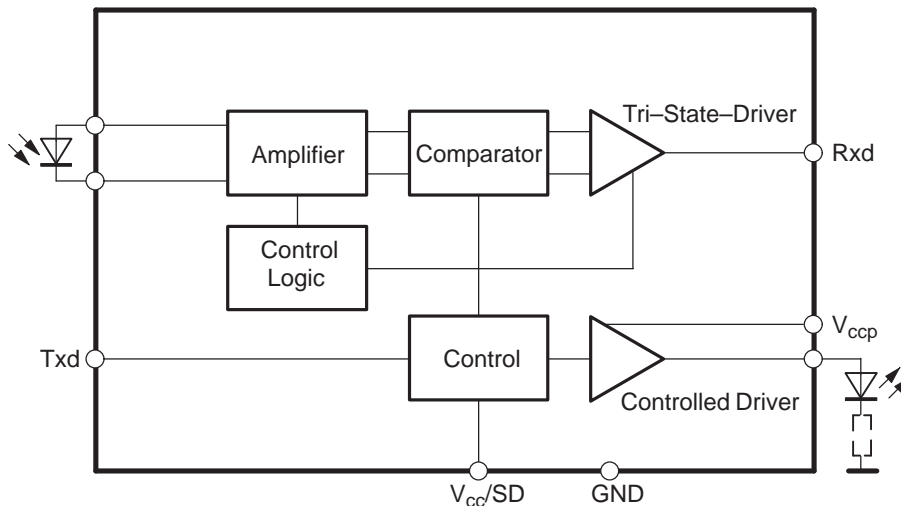 Tri–State–Driver
Amplifier
Comparator
Rxd
Control
Logic
Vccp
Txd
Control
Controlled Driver
Vcc/SD
GND